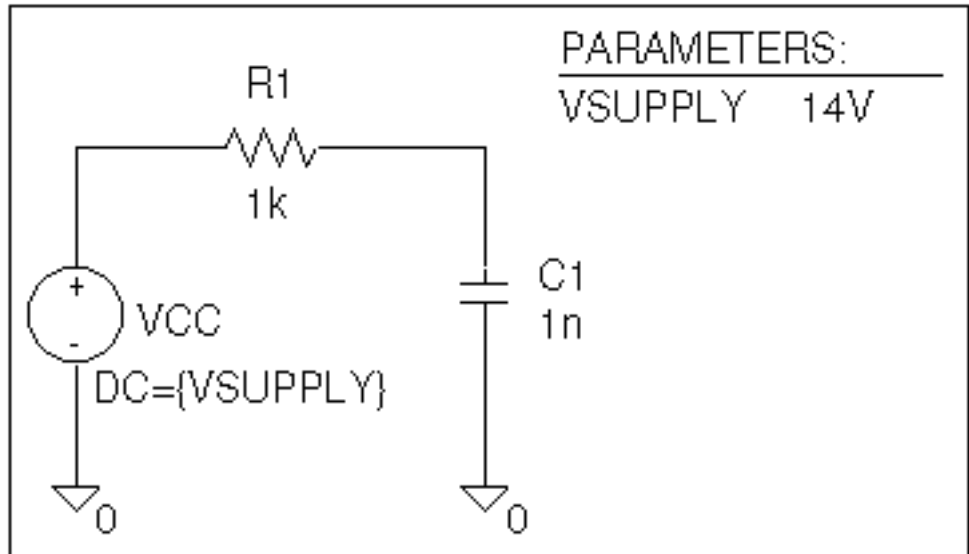 PARAMETERS:
VSUPPLY 14V
R1
1k
C1
1n
+
-
VCC
DC={VSUPPLY}
0
0